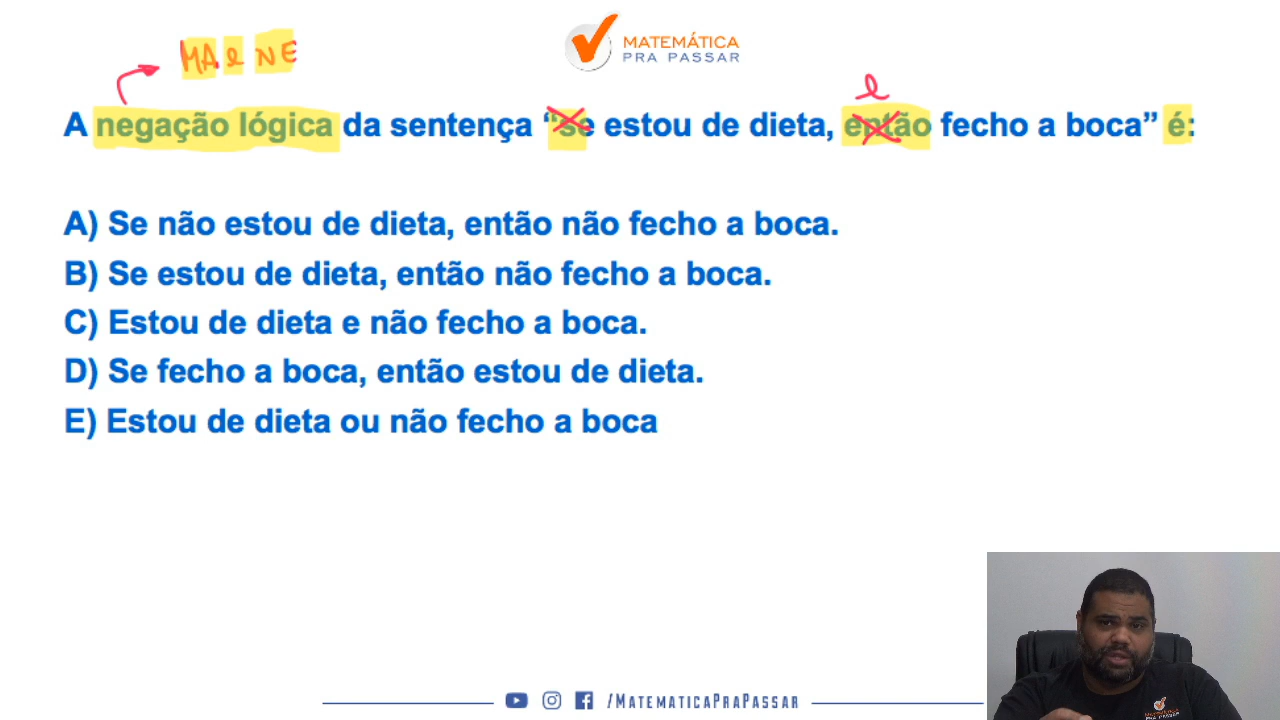 MA e NE
MATEMÁTICA
PRA PASSAR
e
A negação lógica da sentença “se estou de dieta, então fecho a boca” é:
A) Se não estou de dieta, então não fecho a boca.
B) Se estou de dieta, então não fecho a boca.
C) Estou de dieta e não fecho a boca.
D) Se fecho a boca, então estou de dieta.
E) Estou de dieta ou não fecho a boca
/MATEMATICAPRAPASSAR